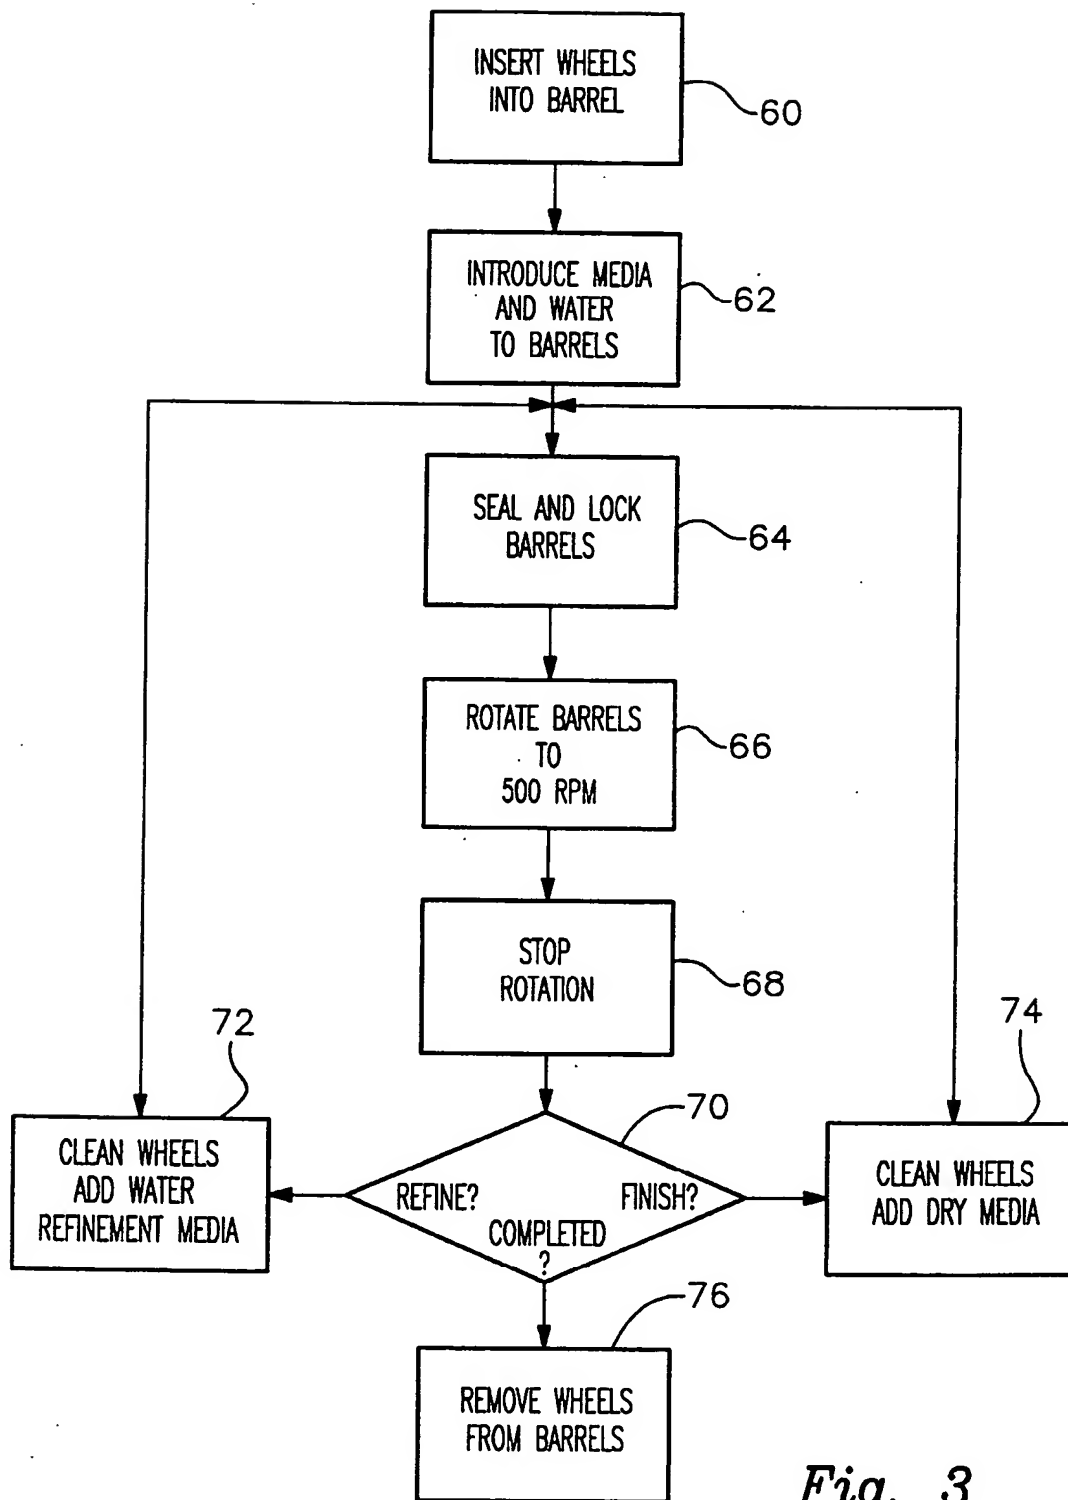 INSERT WHEELS
INTO BARREL
60
INTRODUCE MEDIA
AND WATER
TO BARRELS
62
SEAL AND LOCK
BARRELS
64
ROTATE BARRELS
TO
500 RPM
66
STOP
ROTATION
68
72
74
70
CLEAN WHEELS
ADD WATER
REFINEMENT MEDIA
REFINE?
FINISH?
COMPLETED
?
CLEAN WHEELS
ADD DRY MEDIA
76
REMOVE WHEELS
FROM BARRELS
Fig. 3